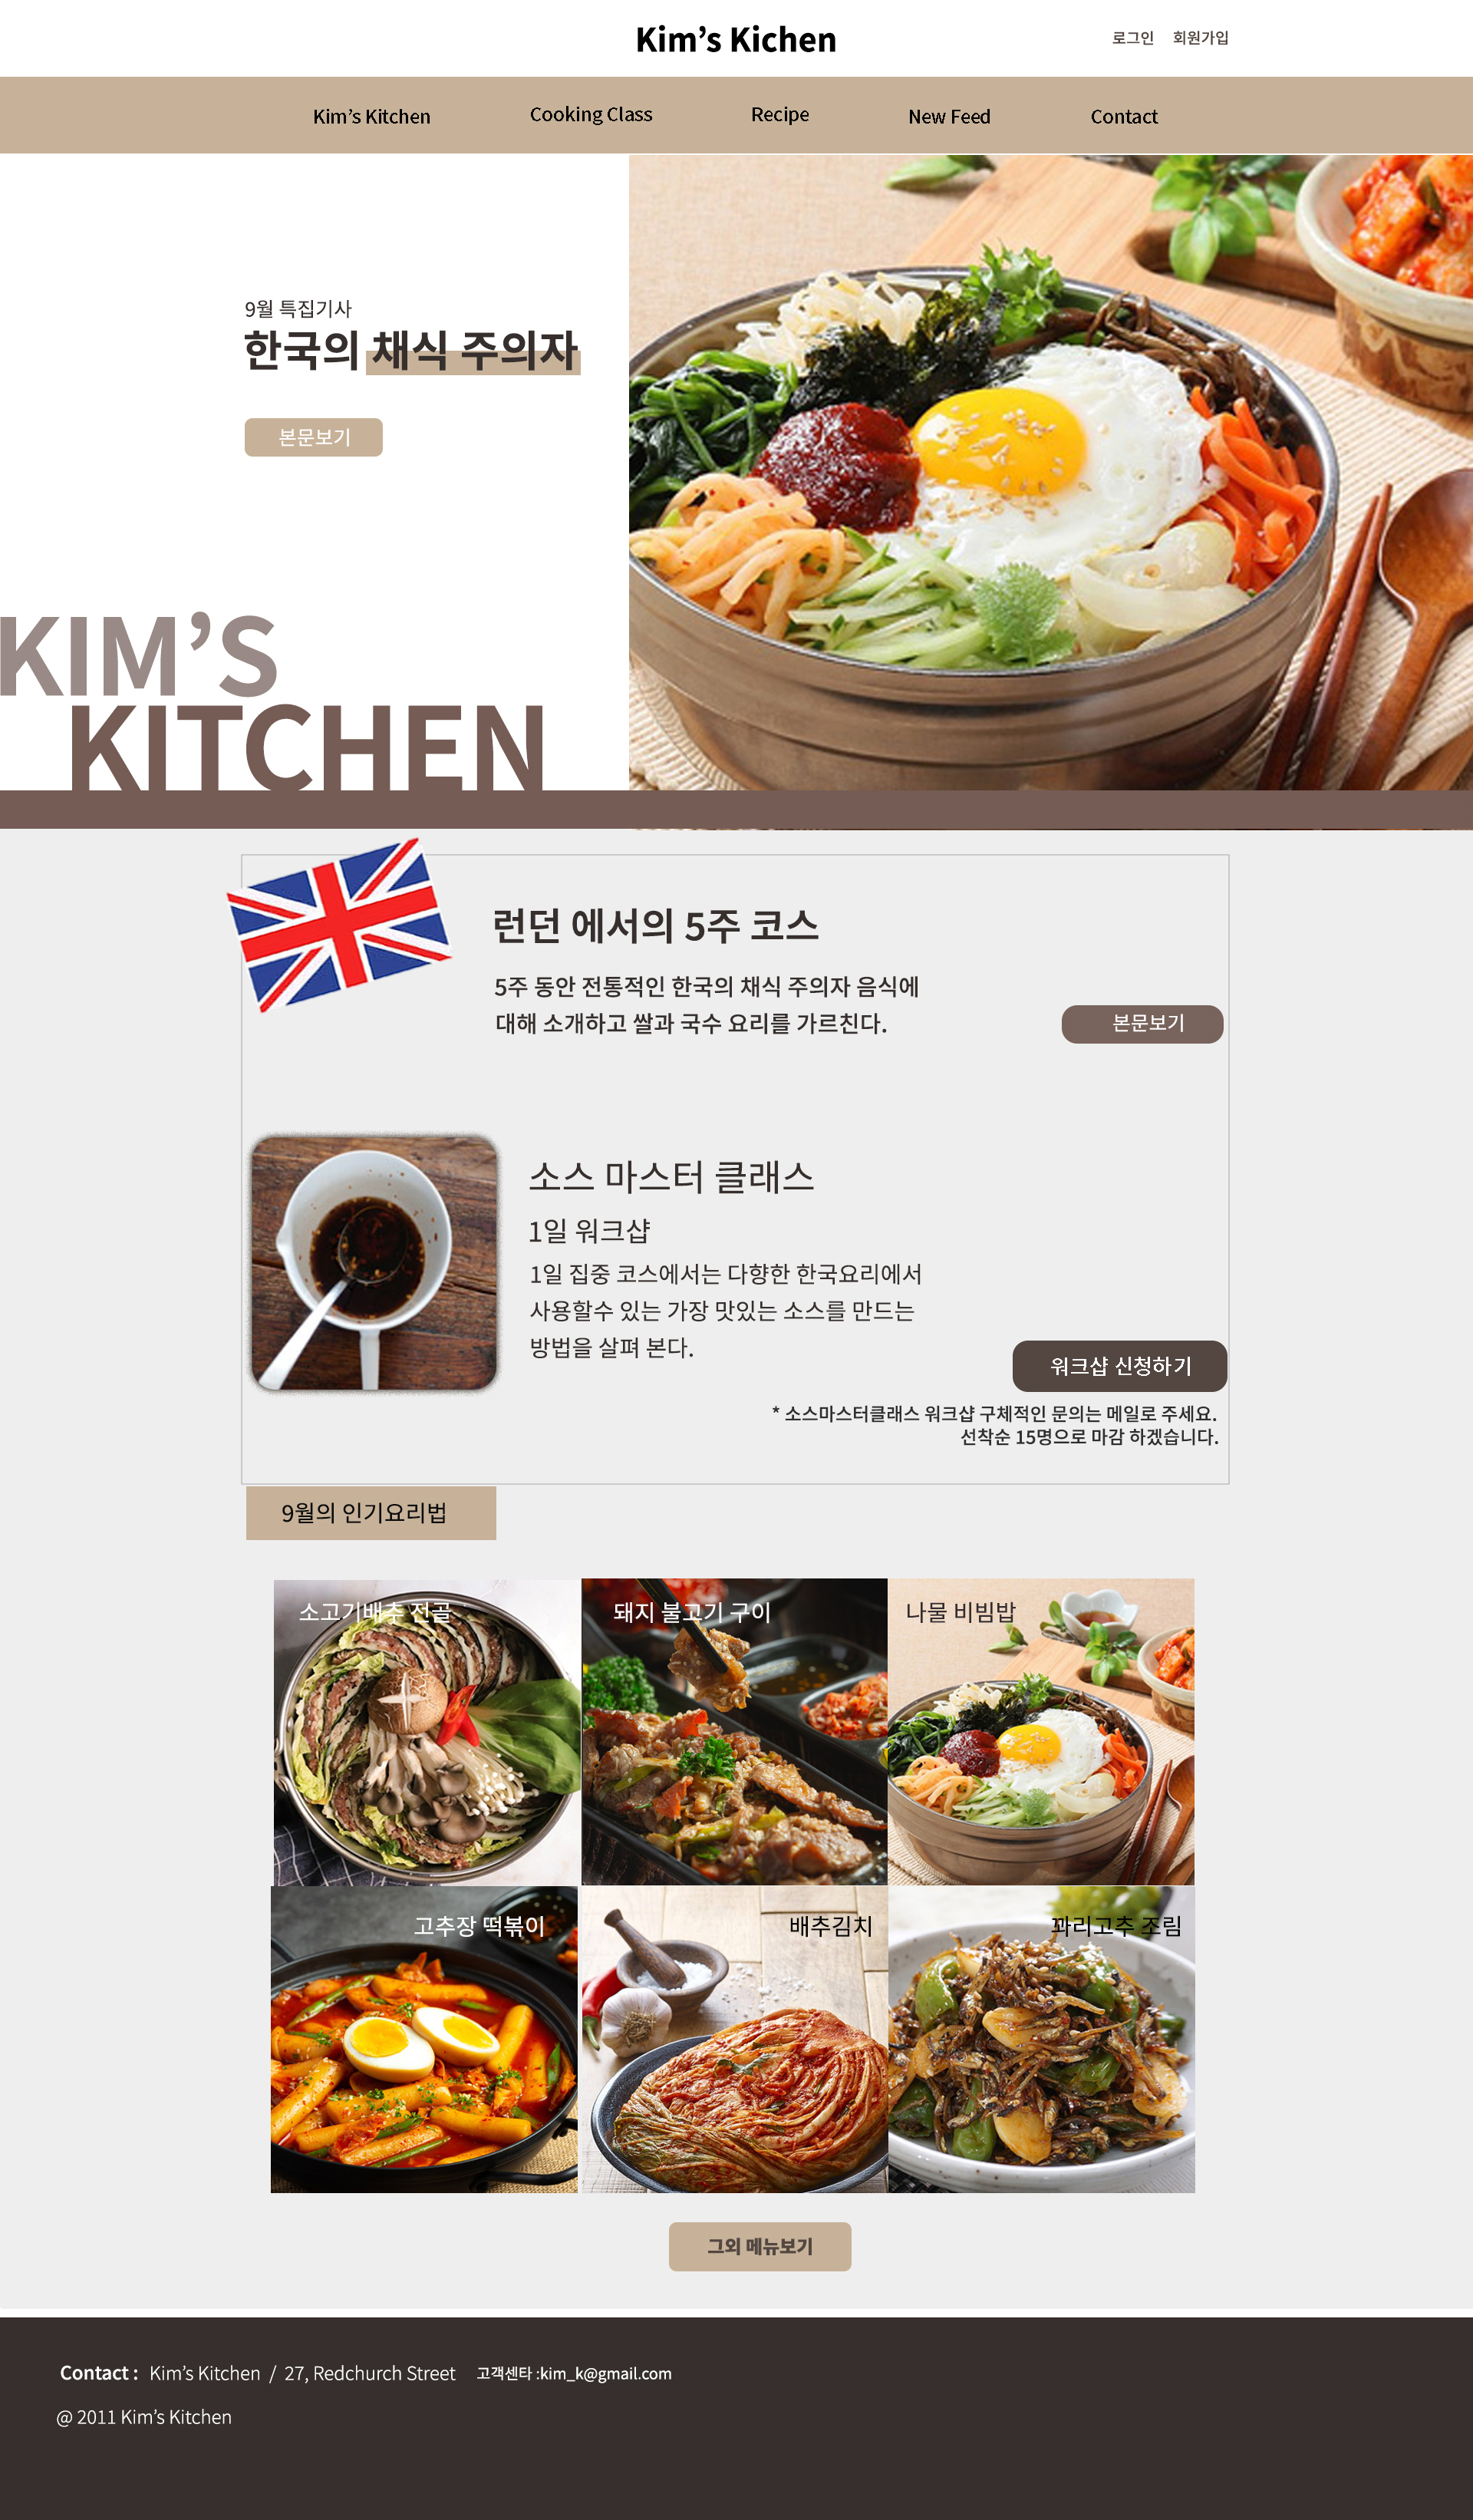 Kim’s Kichen
로그인 회원가입
Kim’s Kitchen Cooking Class Recipe New Feed Contact
9월 특집기사
한국의 채식 주의자
본문보기
KIM’S
KITCHEN
런던 에서의 5주 코스
5주 동안 전통적인 한국의 채식 주의자 음식에
대해 소개하고 쌀과 국수 요리를 가르친다.
본문보기
소스 마스터 클래스
1일 워크샵
1일 집중 코스에서는 다향한 한국요리에서
사용할수 있는 가장 맛있는 소스를 만드는
방법을 살펴 본다.
워크샵 신청하기
* 소스마스터클래스 워크샵 구체적인 문의는 메일로 주세요.
선착순 15명으로 마감 하겠습니다.
9월의 인기요리법
소고기배추 전골
돼지 불고기 구이
나물 비빔밥
고추장 떡볶이
배추김치
꽈리고추 조림
그외 메뉴보기
Contact : Kim’s Kitchen / 27, Redchurch Street 고객센타 :kim_k@gmail.com
@ 2011 Kim’s Kitchen